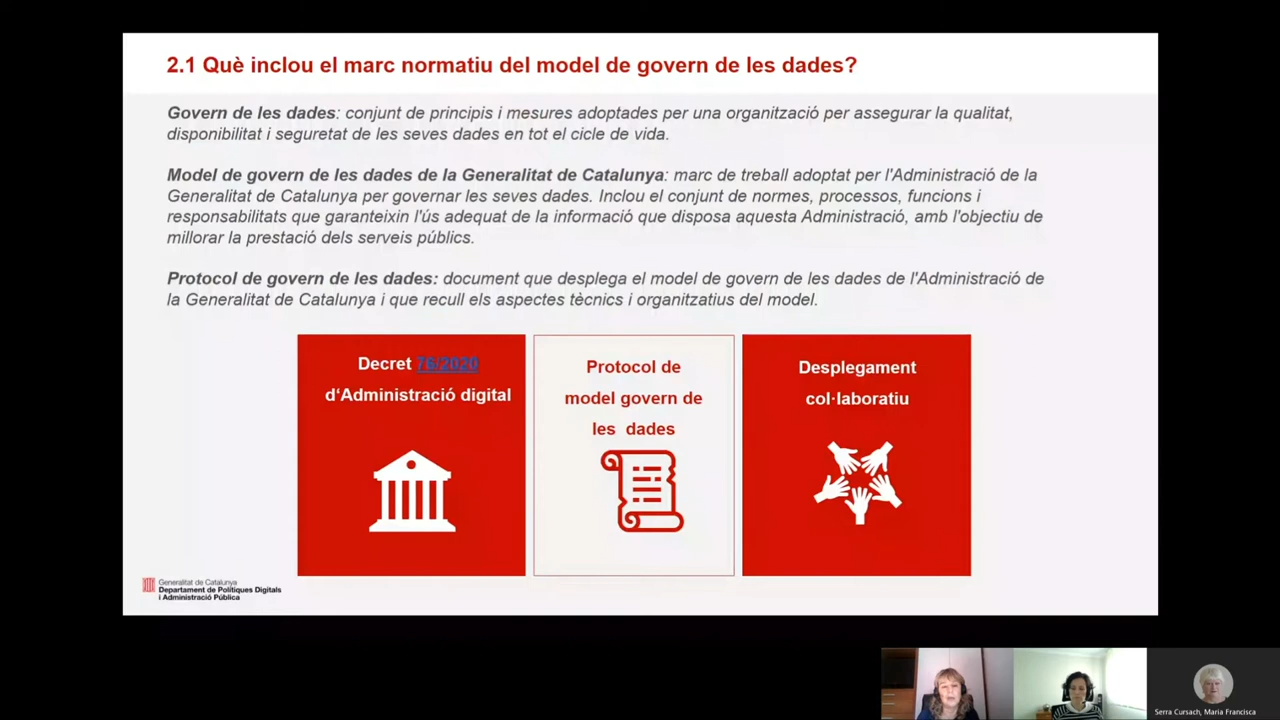 2.1 Què inclou el marc normatiu del model de govern de les dades?
Govern de les dades: conjunt de principis i mesures adoptades per una organització per assegurar la qualitat,
disponibilitat i seguretat de les seves dades en tot el cicle de vida.
Model de govern de les dades de la Generalitat de Catalunya: marc de treball adoptat per l'Administració de la
Generalitat de Catalunya per governar les seves dades. Inclou el conjunt de normes, processos, funcions i
responsabilitats que garanteixin l'ús adequat de la informació que disposa aquesta Administració, amb l'objectiu de
millorar la prestació dels serveis públics.
Protocol de govern de les dades: document que desplega el model de govern de les dades de l'Administració de
la Generalitat de Catalunya i que recull els aspectes tècnics i organitzatius del model.
Decret 76/2020
d‘Administració digital
Protocol de
model govern de
les dades
Desplegament
col·laboratiu
Generalitat de Catalunya
Departament de Polítiques Digitals
i Administració Pública
Serra Cursach, Maria Francisca